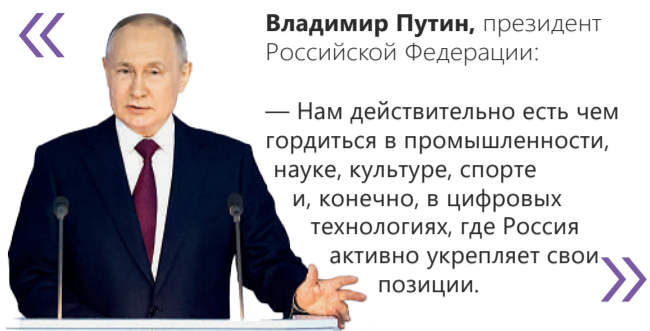 «
Владимир Путин, президент
Российской Федерации:
— Нам действительно есть чем
гордиться в промышленности,
науке, культуре, спорте
и, конечно, в цифровых
технологиях, где Россия
активно укрепляет свои
позиции.
»